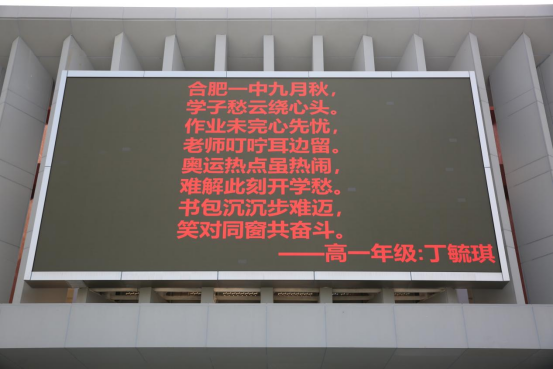 合肥一中九月秋，
学子愁云绕心头。
作业未完心先忧，
老师叮咛耳边留。
奥运热点虽热闹，
难解此刻开学愁。
书包沉沉步难迈，
笑对同窗共奋斗。
——高一年级:丁毓琪